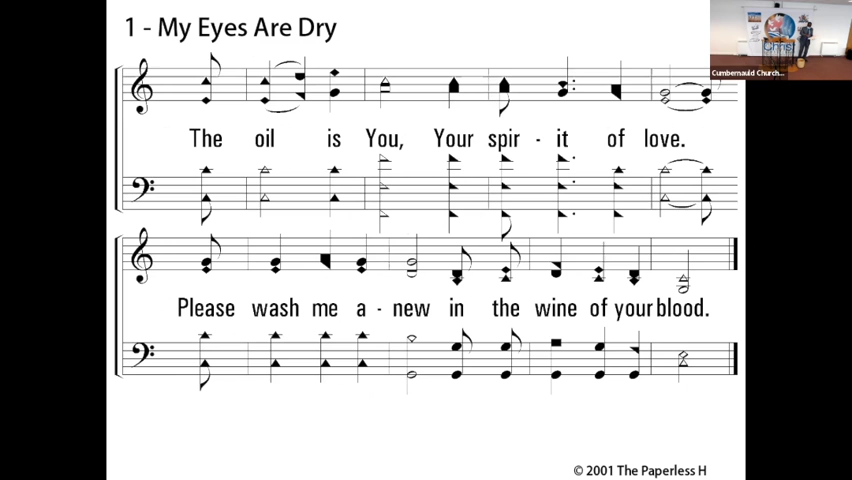 1 - My Eyes Are Dry
Cumbernauld Church...
Christ
The oil is You, Your spir - it of love.
Please wash me a - new in the wine of your blood.
© 2001 The Paperless H